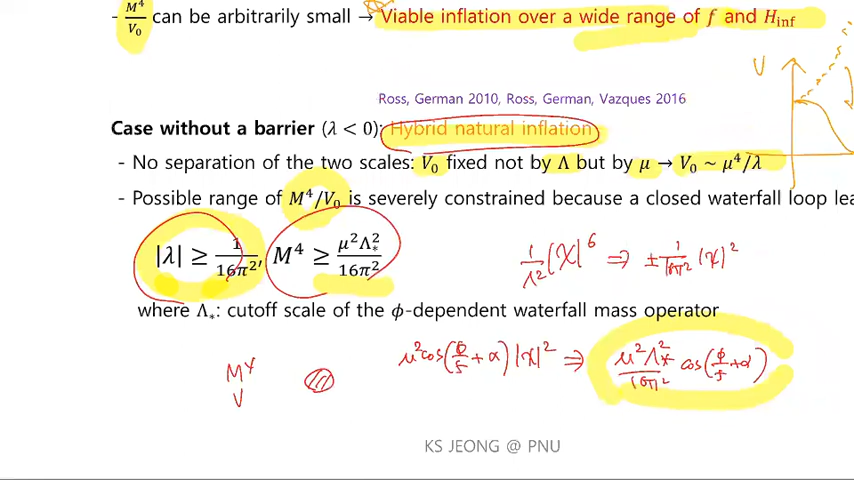 - M⁴/V₀ can be arbitrarily small → Viable inflation over a wide range of f and H_inf
V
Ross, German 2010, Ross, German, Vazques 2016
Case without a barrier (λ < 0): Hybrid natural inflation
- No separation of the two scales: V₀ fixed not by Λ but by μ → V₀ ~ μ⁴/λ
- Possible range of M⁴/V₀ is severely constrained because a closed waterfall loop lea
|λ| ≥ 1/16π², M⁴ ≥ μ²Λ*²/16π²
1/Λ² |χ|⁶ ⇒ ± 1/16π² |χ|²
where Λ*: cutoff scale of the ϕ-dependent waterfall mass operator
μ² cos(ϕ/f + α) |χ|² ⇒ μ²Λ*²/16π² cos(ϕ/f + α)
M⁴
V
KS JEONG @ PNU